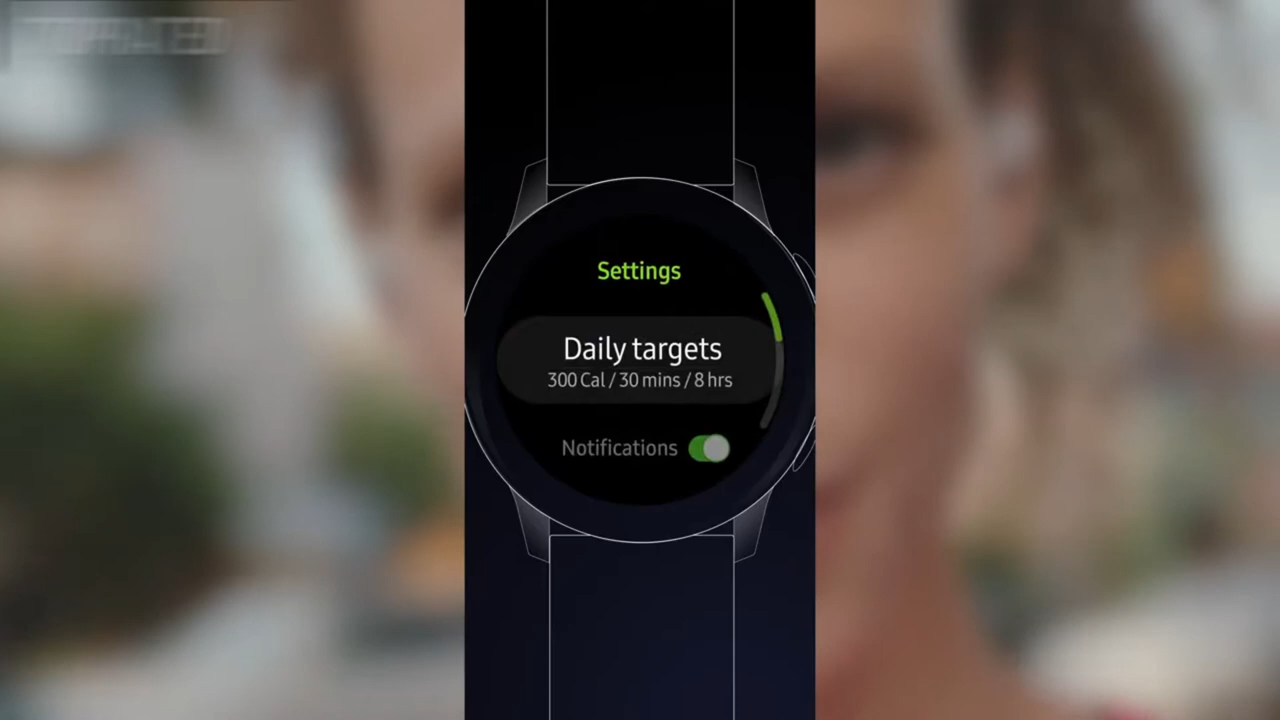 Settings
Daily targets
300 Cal / 30 mins / 8 hrs
Notifications